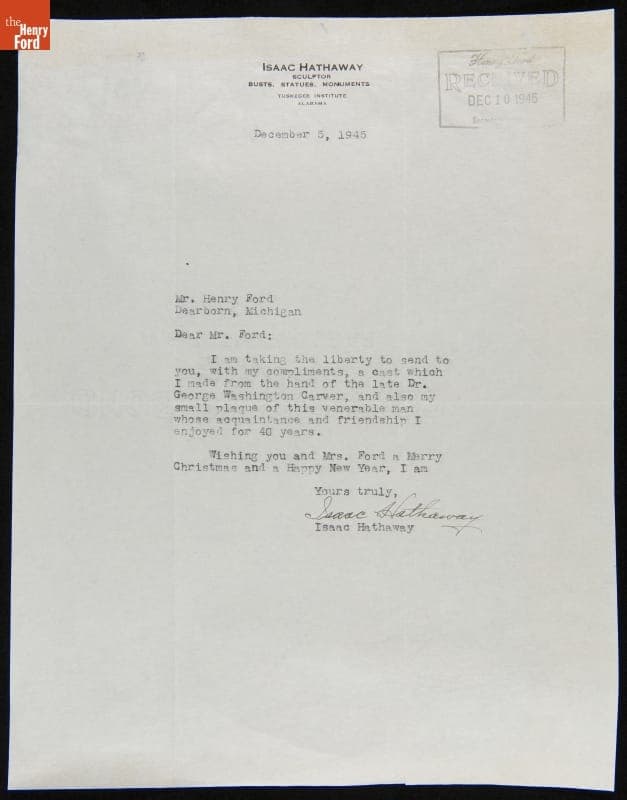 the
Henry
Ford
ISAAC HATHAWAY
SCULPTOR
BUSTS, STATUES, MONUMENTS
TUSKEGEE INSTITUTE
ALABAMA
RECEIVED
DEC 10 1945
December 5, 1945
Mr. Henry Ford
Dearborn, Michigan
Dear Mr. Ford:
I am taking the liberty to send to
you, with my compliments, a cast which
I made from the hand of the late Dr.
George Washington Carver, and also my
small plaque of this venerable man
whose acquaintance and friendship I
enjoyed for 40 years.
Wishing you and Mrs. Ford a Merry
Christmas and a Happy New Year, I am
Yours truly,
Isaac Hathaway
Isaac Hathaway